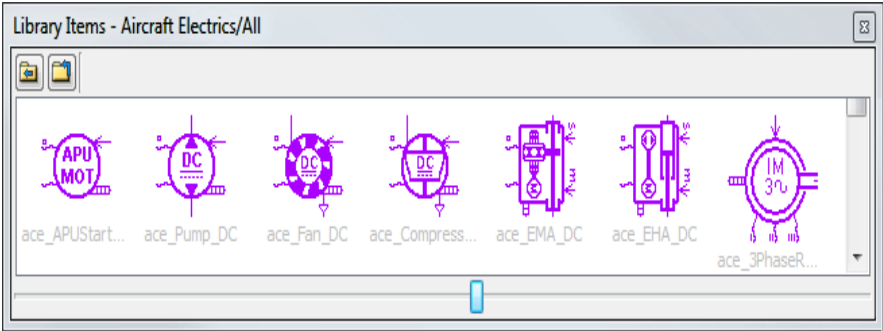 Library Items - Aircraft Electrics/All
APU
MOT
DC
DC
DC
IM
3∿
ace_APUStart...
ace_Pump_DC
ace_Fan_DC
ace_Compress...
ace_EMA_DC
ace_EHA_DC
ace_3PhaseR...